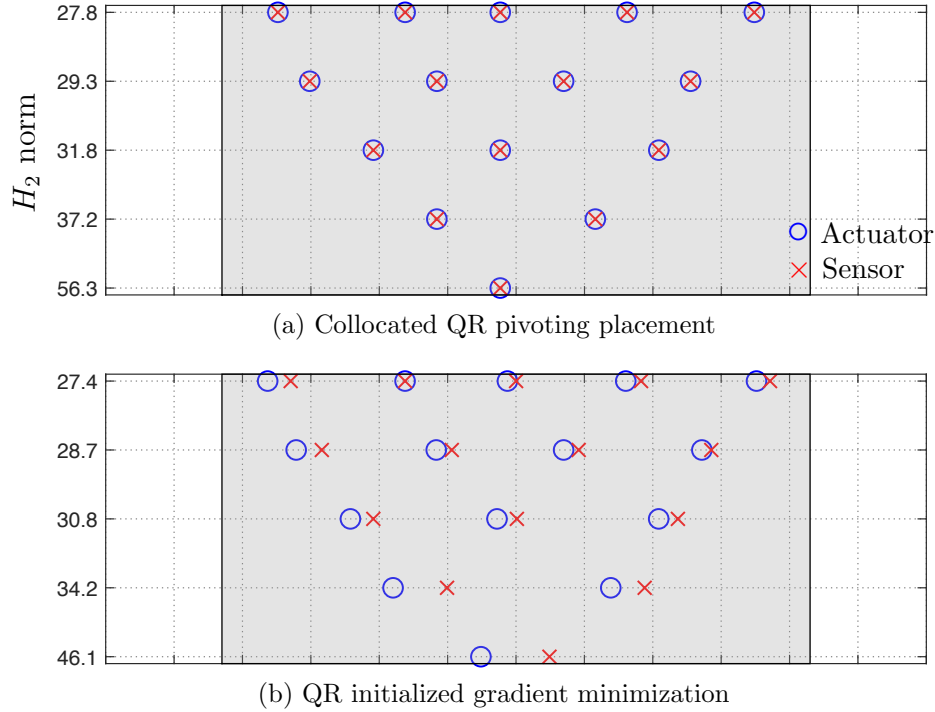 27.8
29.3
31.8
37.2
56.3
H₂ norm
Actuator
Sensor
(a) Collocated QR pivoting placement
27.4
28.7
30.8
34.2
46.1
(b) QR initialized gradient minimization